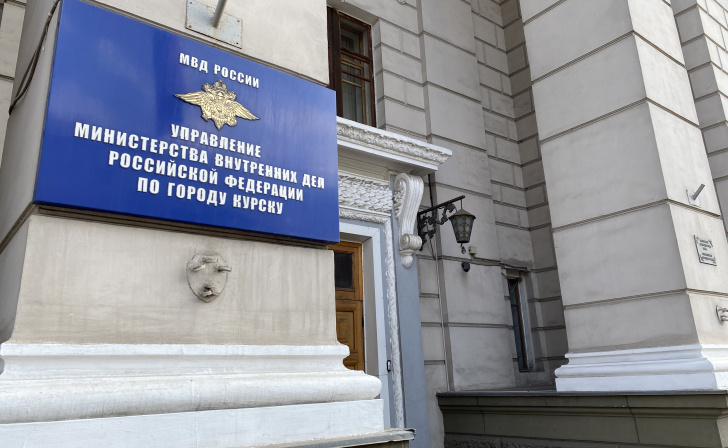 МВД РОССИИ
УПРАВЛЕНИЕ
МИНИСТЕРСТВА ВНУТРЕННИХ ДЕЛ
РОССИЙСКОЙ ФЕДЕРАЦИИ
ПО ГОРОДУ КУРСКУ